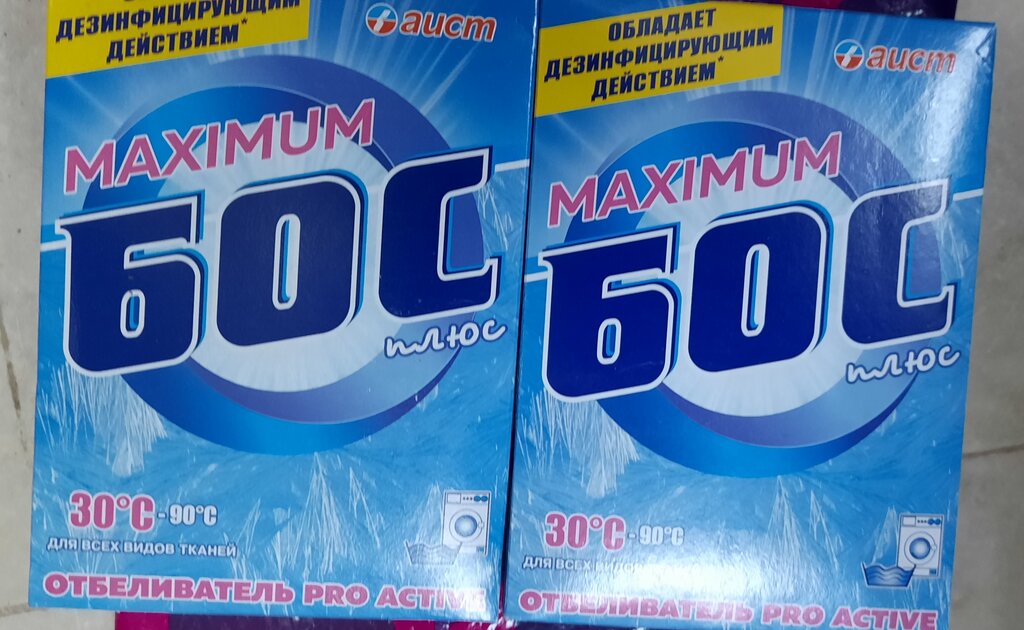 ДЕЗИНФИЦИРУЮЩИМ
ДЕЙСТВИЕМ*
аист
MAXIMUM
БОС
плюс
30°C - 90°C
ДЛЯ ВСЕХ ВИДОВ ТКАНЕЙ
ОТБЕЛИВАТЕЛЬ PRO ACTIVE
ОБЛАДАЕТ
ДЕЗИНФИЦИРУЮЩИМ
ДЕЙСТВИЕМ*
аист
MAXIMUM
БОС
плюс
30°C - 90°C
ДЛЯ ВСЕХ ВИДОВ
ОТБЕЛИВАТЕЛЬ PRO ACTIVE